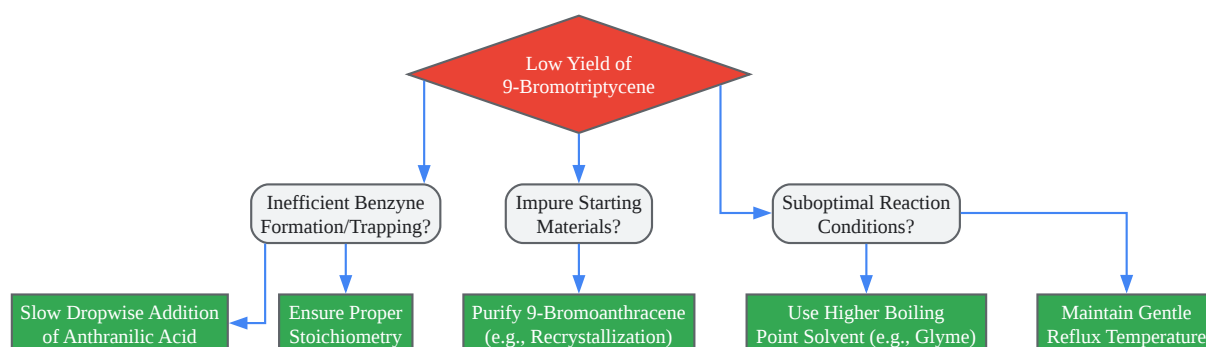 Low Yield of
9-Bromotriptycene
Inefficient Benzyne
Formation/Trapping?
Impure Starting
Materials?
Suboptimal Reaction
Conditions?
Slow Dropwise Addition
of Anthranilic Acid
Ensure Proper
Stoichiometry
Purify 9-Bromoanthracene
(e.g., Recrystallization)
Use Higher Boiling
Point Solvent (e.g., Glyme)
Maintain Gentle
Reflux Temperature